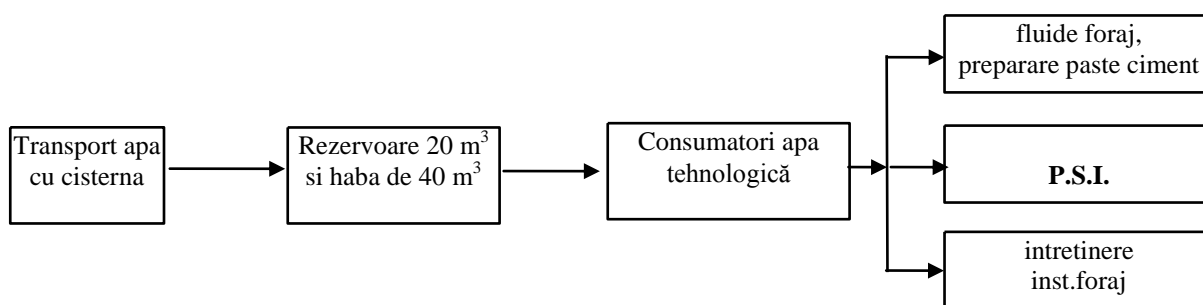 Transport apa
cu cisterna
Rezervoare 20 m³
si haba de 40 m³
Consumatori apa
tehnologică
fluide foraj,
preparare paste ciment
P.S.I.
intretinere
inst.foraj